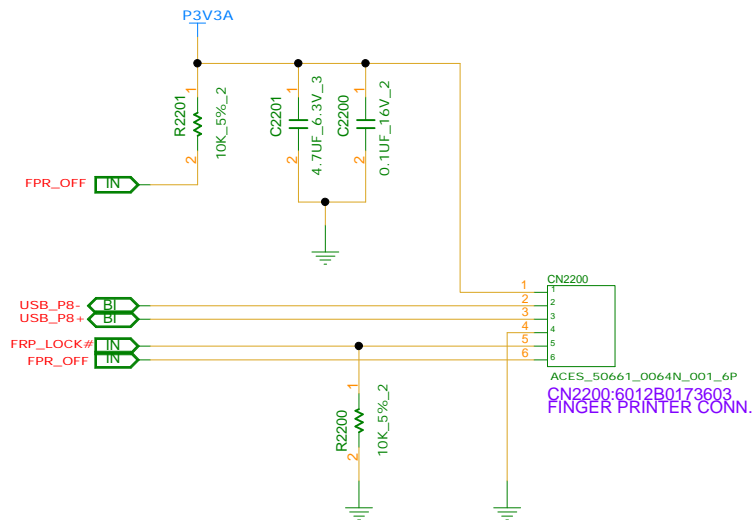 P3V3A
1
R2201
10K_5%_2
2
1
C2201
4.7UF_6.3V_3
2
1
C2200
0.1UF_16V_2
2
FPR_OFF IN
CN2200
1 1
USB_P8- BI 2 2
USB_P8+ BI 3 3
4 4
FRP_LOCK# IN 5 5
FPR_OFF IN 6 6
ACES_50661_0064N_001_6P
CN2200:6012B0173603
FINGER PRINTER CONN.
1
R2200
10K_5%_2
2